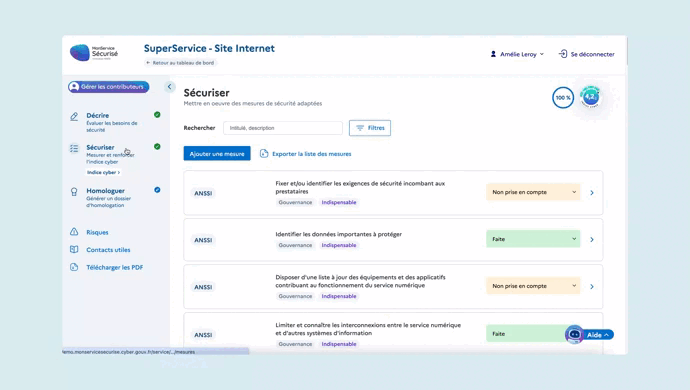 MonService
Sécurisé
SuperService - Site Internet
← Retour au tableau de bord
Amélie Leroy
Se déconnecter
Gérer les contributeurs
Décrire
Évaluer les besoins de
sécurité
Sécuriser
Mesurer et renforcer
l'indice cyber
Indice cyber >
Homologuer
Générer un dossier
d'homologation
Risques
Contacts utiles
Télécharger les PDF
Sécuriser
Mettre en oeuvre des mesures de sécurité adaptées
100 %
4,2
Rechercher
Intitulé, description
Filtres
Ajouter une mesure
Exporter la liste des mesures
ANSSI
Fixer et/ou identifier les exigences de sécurité incombant aux
prestataires
Gouvernance Indispensable
Non prise en compte
ANSSI
Identifier les données importantes à protéger
Gouvernance Indispensable
Faite
ANSSI
Disposer d'une liste à jour des équipements et des applicatifs
contribuant au fonctionnement du service numérique
Gouvernance Indispensable
Non prise en compte
ANSSI
Limiter et connaître les interconnexions entre le service numérique
et d'autres systèmes d'information
Gouvernance Indispensable
Faite
Aide
demo.monservicesecurise.cyber.gouv.fr/service/.../mesures